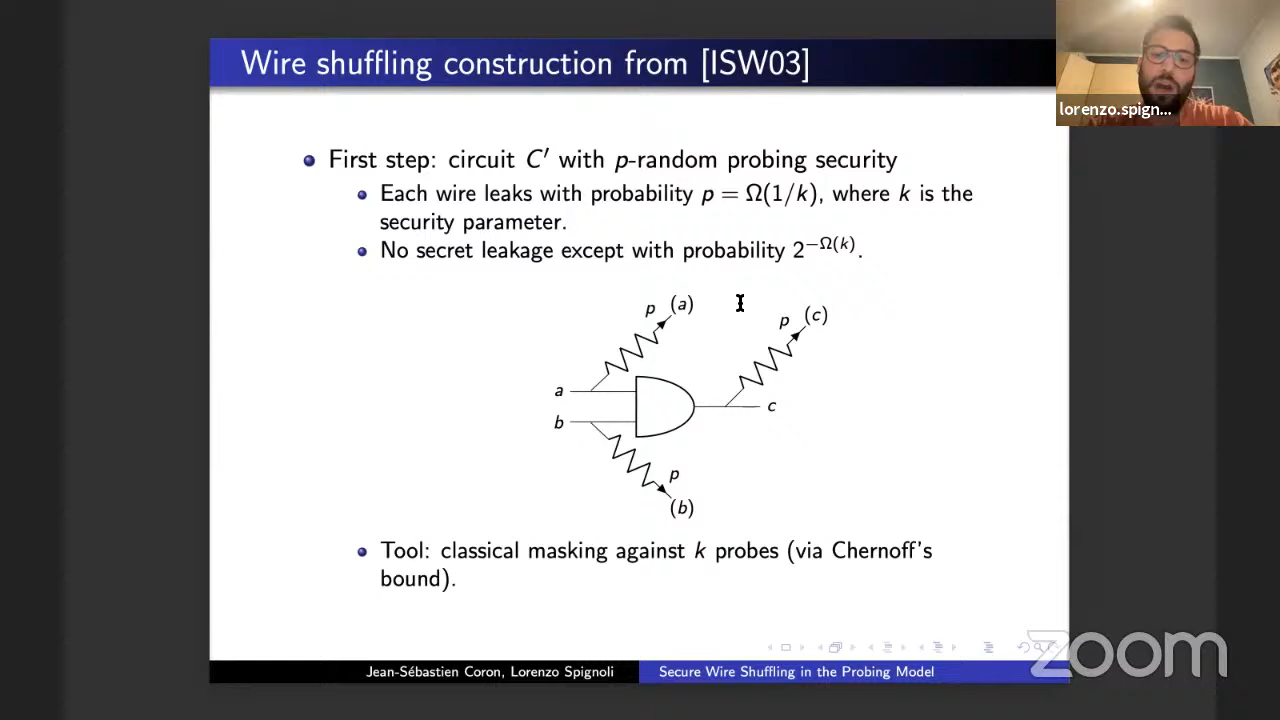 Wire shuffling construction from [ISW03]
lorenzo.spign...
First step: circuit C′ with p-random probing security
Each wire leaks with probability p = Ω(1/k), where k is the
security parameter.
No secret leakage except with probability 2^{−Ω(k)}.
p (a)
p (c)
a
b
c
p
(b)
Tool: classical masking against k probes (via Chernoff's
bound).
zoom
Jean-Sébastien Coron, Lorenzo Spignoli
Secure Wire Shuffling in the Probing Model